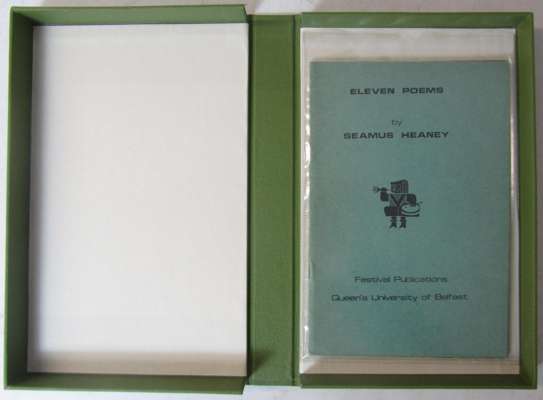 ELEVEN POEMS
by
SEAMUS HEANEY
Festival Publications
Queen's University of Belfast